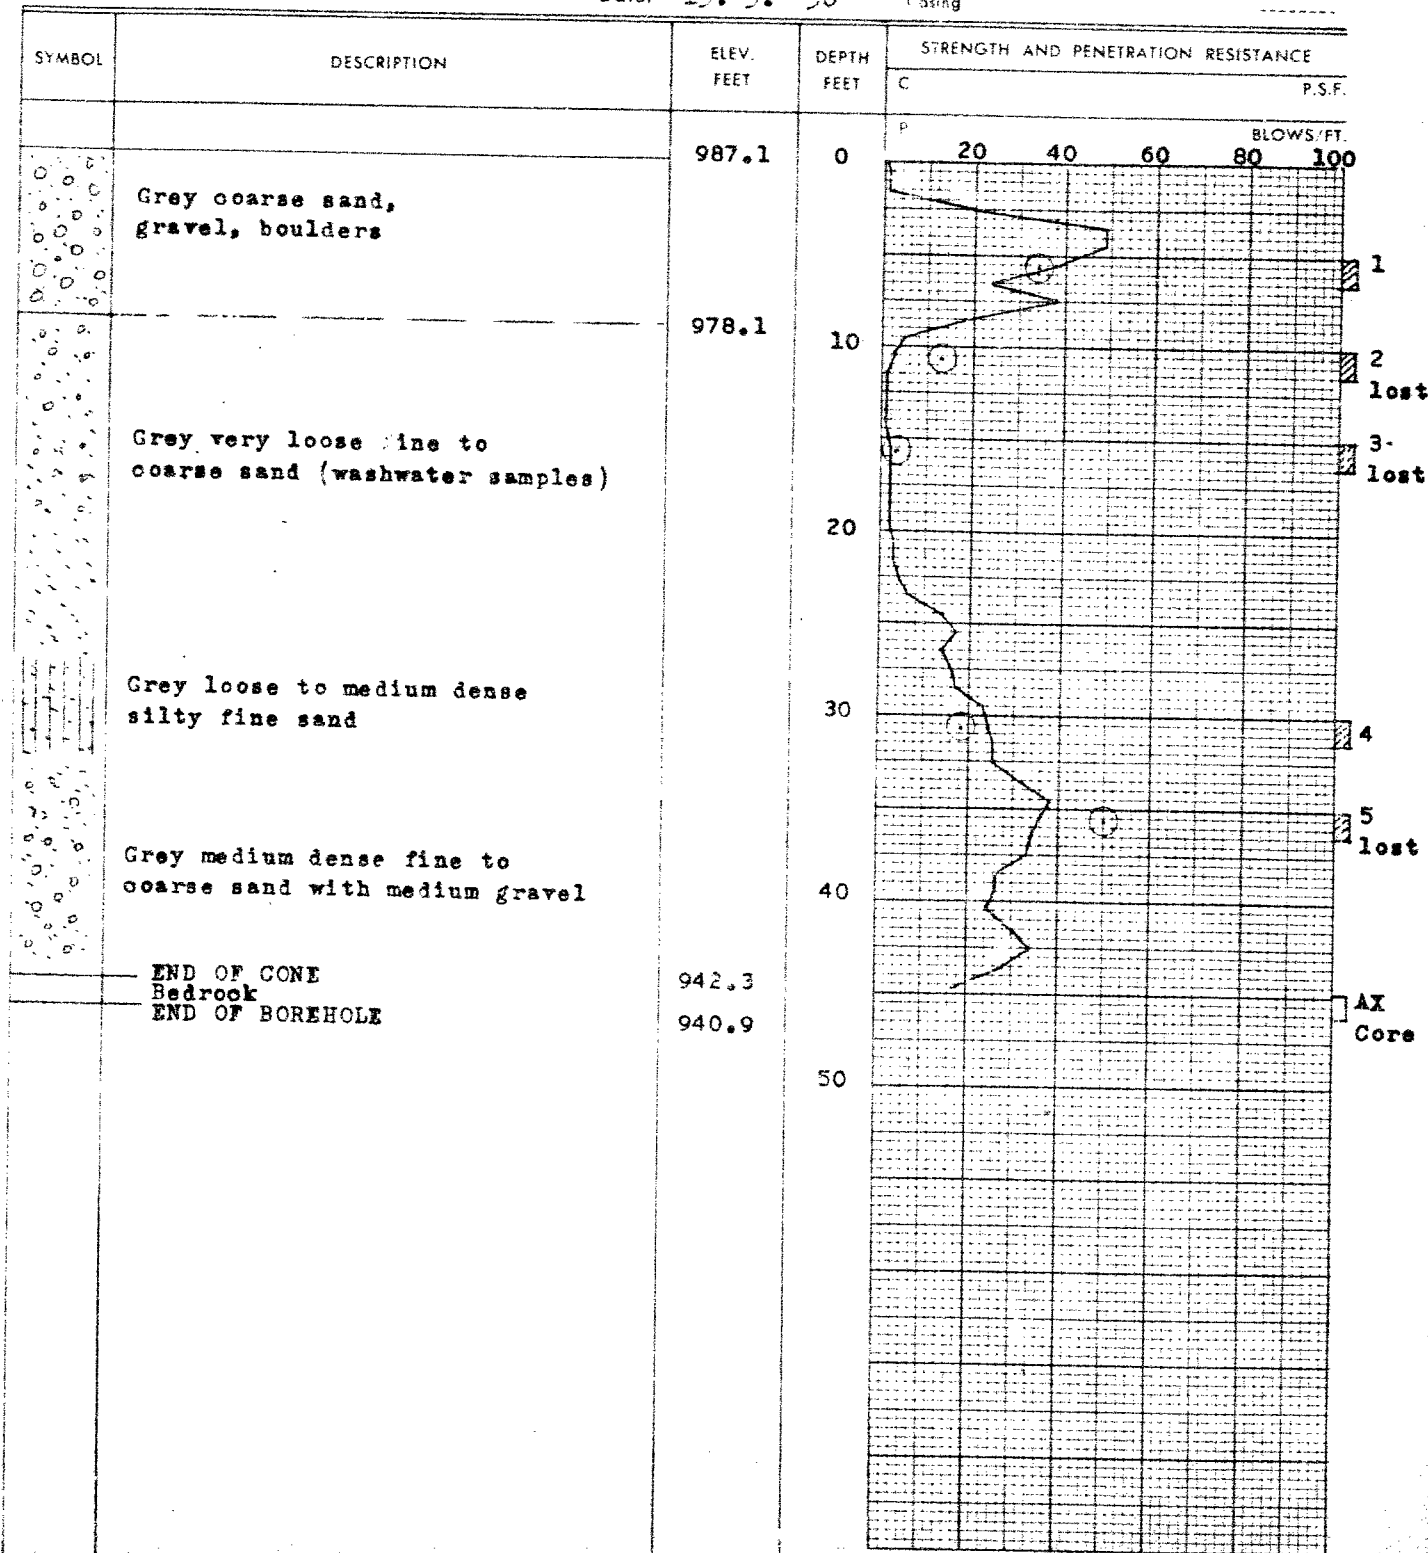 SYMBOL
DESCRIPTION
ELEV.
FEET
DEPTH
FEET
STRENGTH AND PENETRATION RESISTANCE
C P.S.F.
P BLOWS/FT.
987.1 0 20 40 60 80 100
Grey coarse sand,
gravel, boulders
1
978.1
10
2
lost
Grey very loose ine to
coarse sand (washwater samples)
3-
lost
20
Grey loose to medium dense
silty fine sand
30
4
5
lost
Grey medium dense fine to
coarse sand with medium gravel
40
END OF CONE 942.3
Bedrock
END OF BOREHOLE 940.9
AX
Core
50